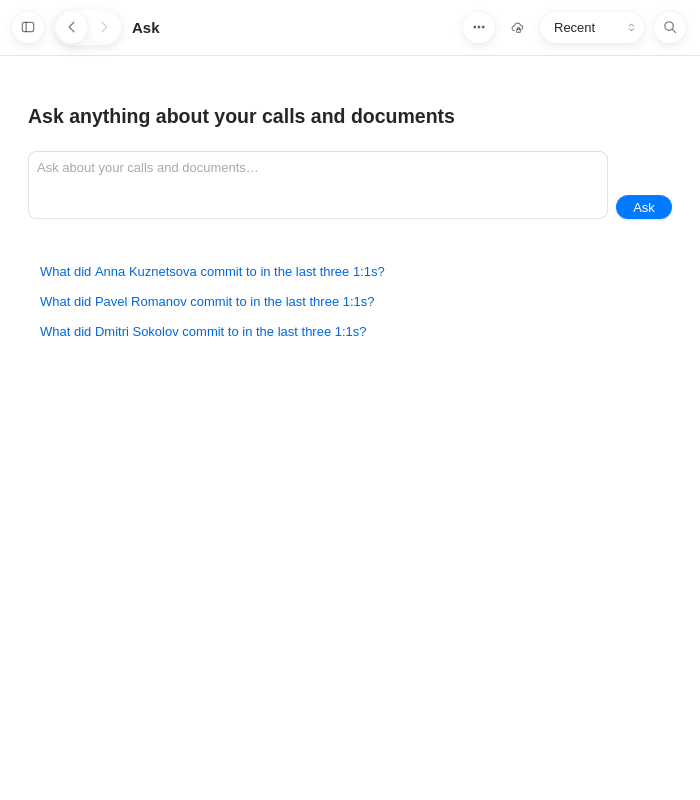 Ask
Recent
Ask anything about your calls and documents
Ask about your calls and documents…
Ask
What did Anna Kuznetsova commit to in the last three 1:1s?
What did Pavel Romanov commit to in the last three 1:1s?
What did Dmitri Sokolov commit to in the last three 1:1s?